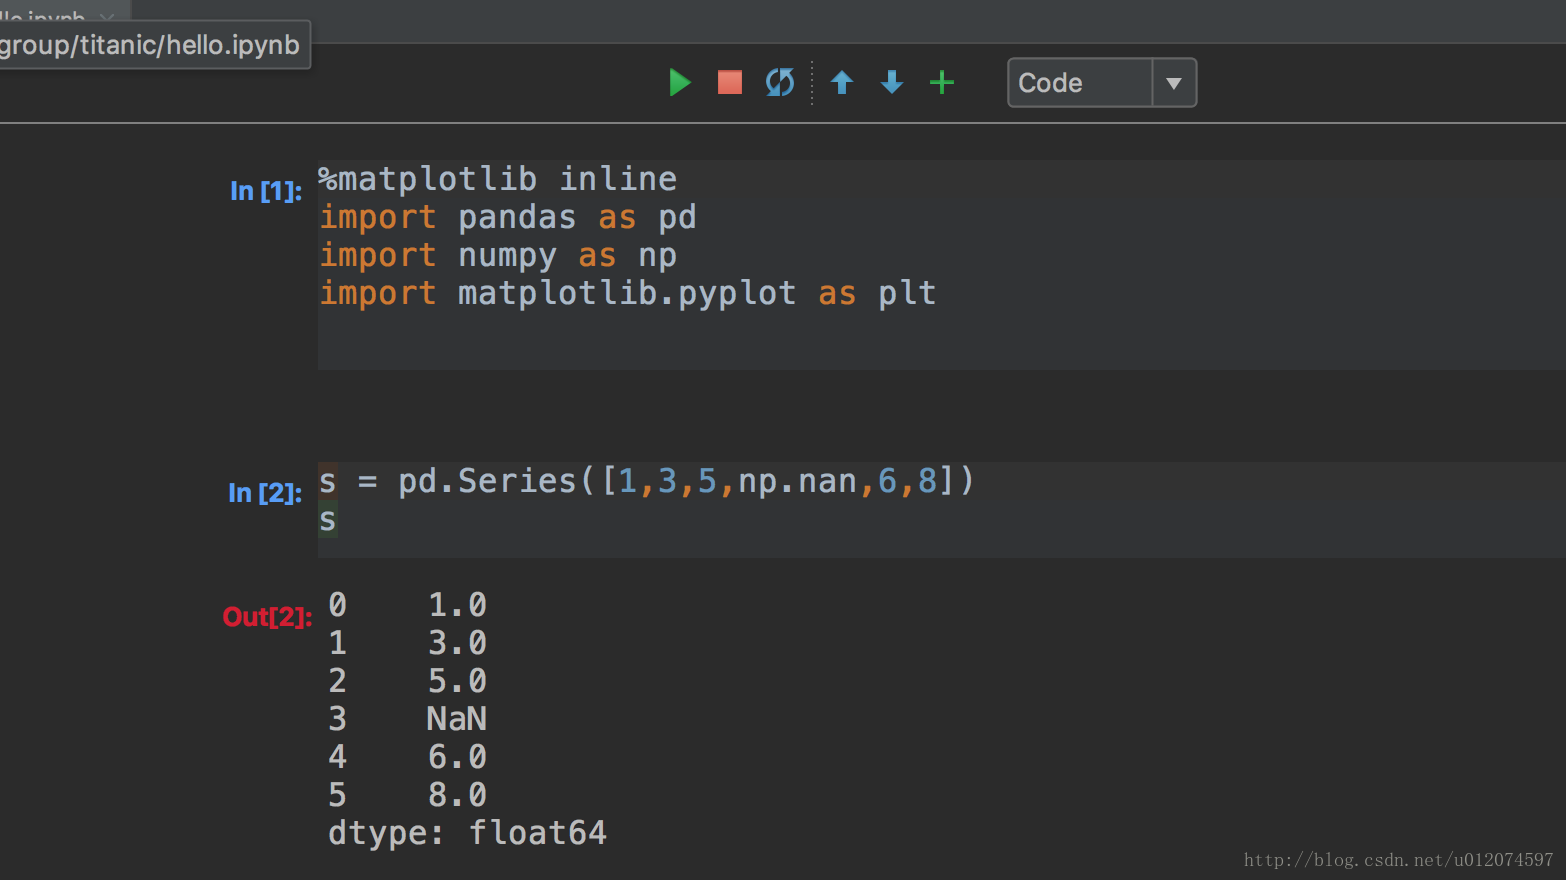 group/titanic/hello.ipynb
Code
In [1]:
%matplotlib inline
import pandas as pd
import numpy as np
import matplotlib.pyplot as plt
In [2]:
s = pd.Series([1,3,5,np.nan,6,8])
s
Out[2]:
0 1.0
1 3.0
2 5.0
3 NaN
4 6.0
5 8.0
dtype: float64
http://blog.csdn.net/u012074597